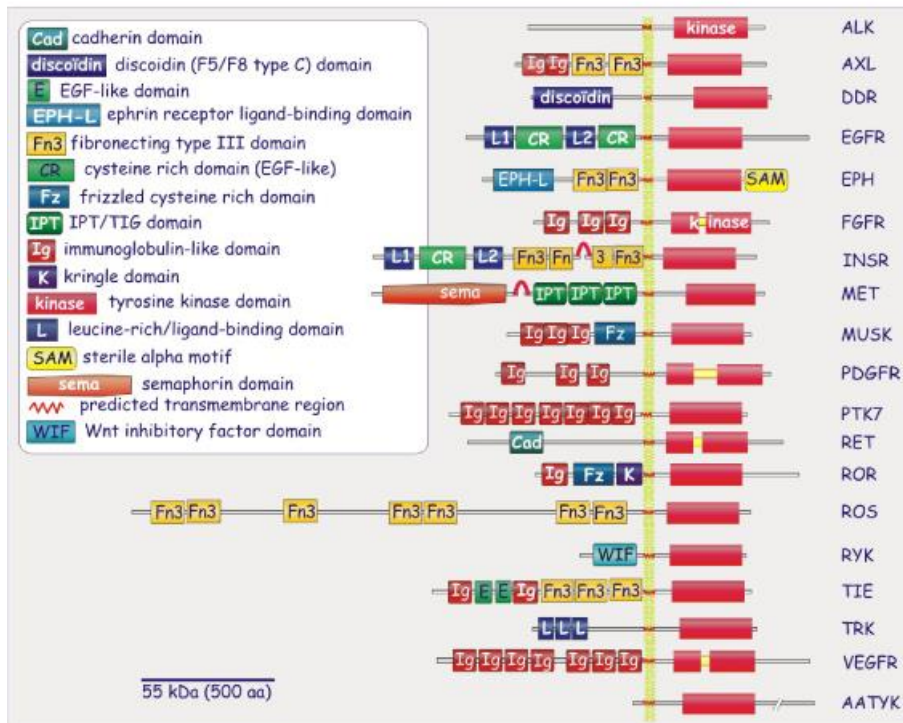 Cad cadherin domain
discoïdin discoidin (F5/F8 type C) domain
E EGF-like domain
EPH-L ephrin receptor ligand-binding domain
Fn3 fibronecting type III domain
CR cysteine rich domain (EGF-like)
Fz frizzled cysteine rich domain
IPT IPT/TIG domain
Ig immunoglobulin-like domain
K kringle domain
kinase tyrosine kinase domain
L leucine-rich/ligand-binding domain
SAM sterile alpha motif
sema semaphorin domain
predicted transmembrane region
WIF Wnt inhibitory factor domain
kinase ALK
Ig Ig Fn3 Fn3 AXL
discoïdin DDR
L1 CR L2 CR EGFR
EPH-L Fn3 Fn3 SAM EPH
Ig Ig Ig k inase FGFR
L1 CR L2 Fn3 Fn 3 Fn3 INSR
sema IPT IPT IPT MET
Ig Ig Ig Fz MUSK
Ig Ig Ig PDGFR
Ig Ig Ig Ig Ig Ig Ig PTK7
Cad RET
Ig Fz K ROR
Fn3 Fn3 Fn3 Fn3 Fn3 Fn3 Fn3 ROS
WIF RYK
Ig E E Ig Fn3 Fn3 Fn3 TIE
L L L TRK
Ig Ig Ig Ig Ig Ig Ig VEGFR
55 kDa (500 aa)
AATYK